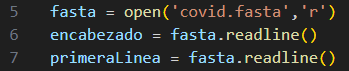 5 fasta = open('covid.fasta','r')
6 encabezado = fasta.readline()
7 primeraLinea = fasta.readline()